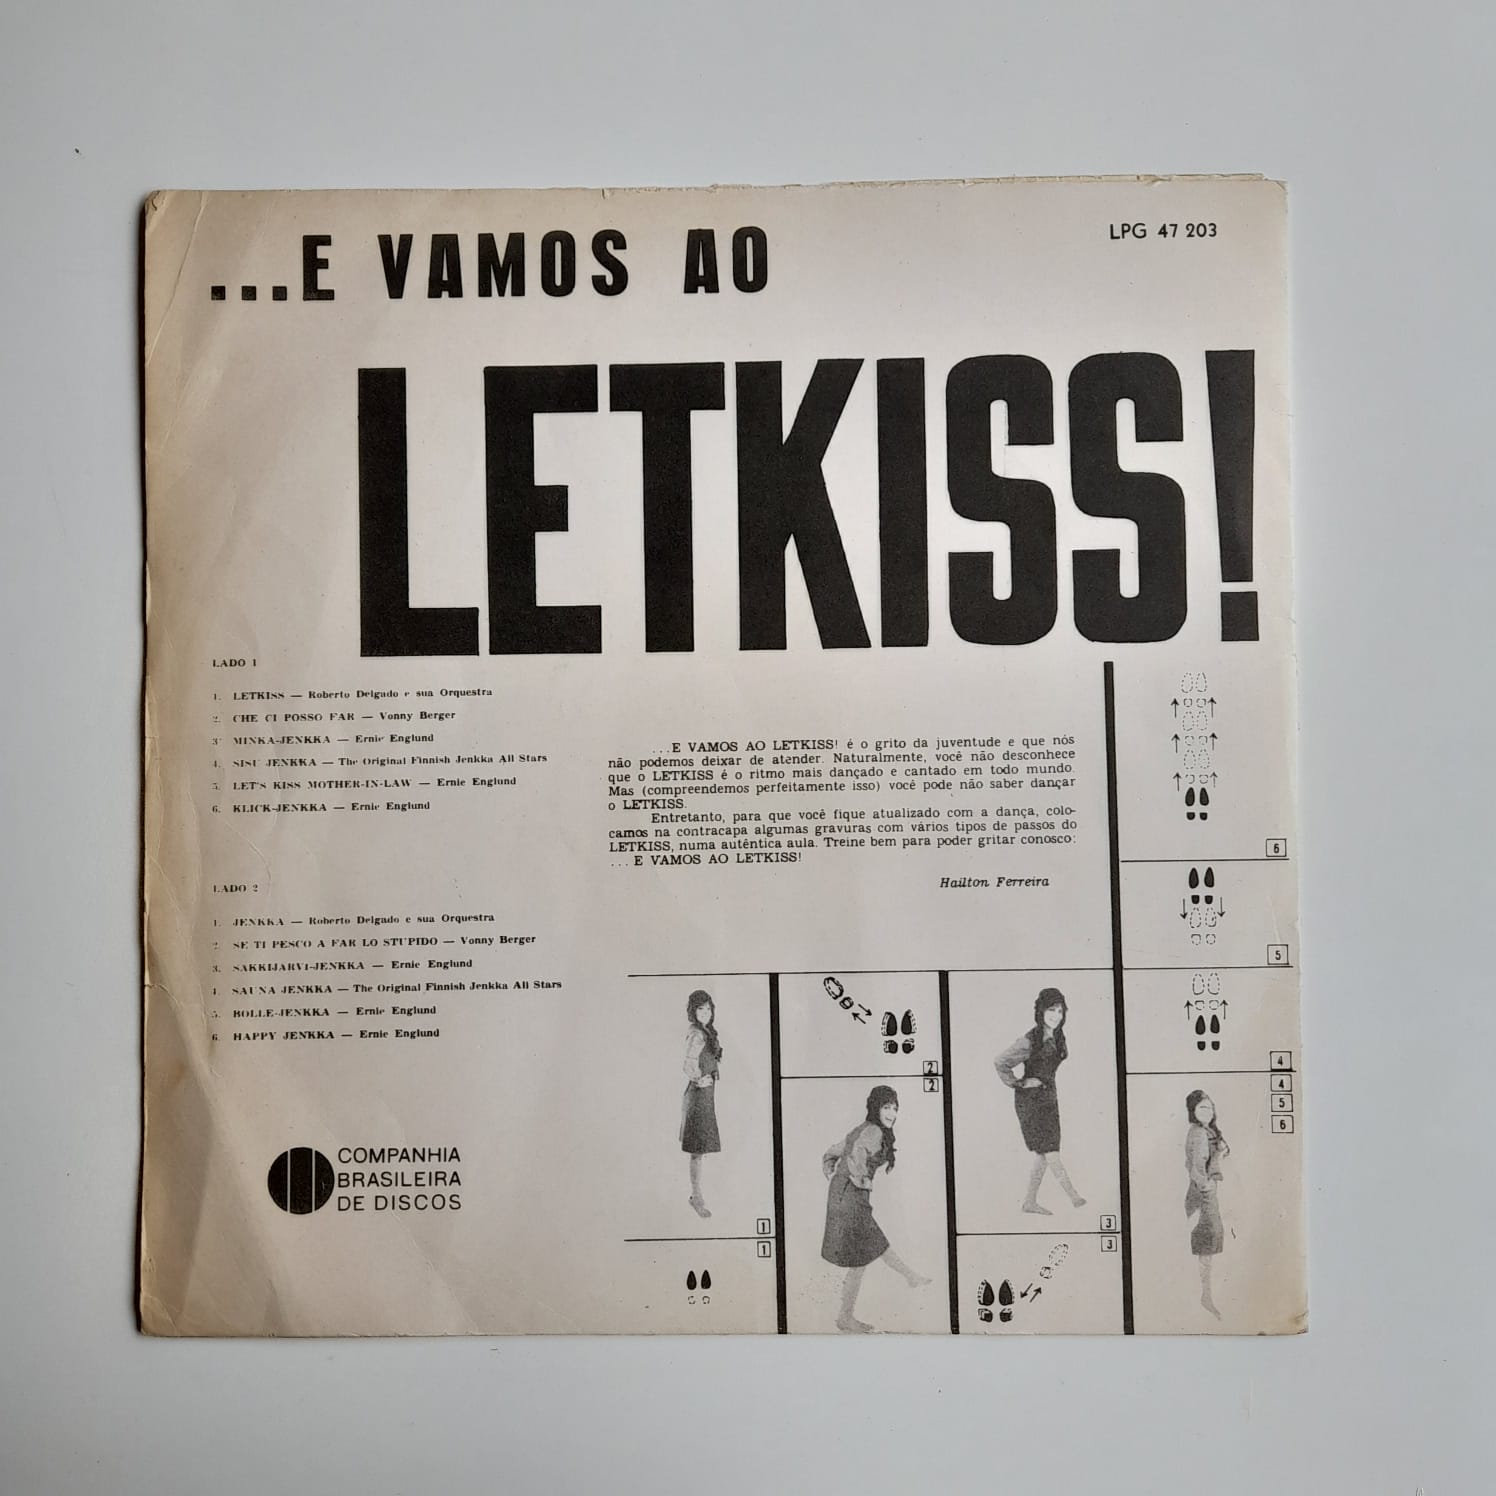 ...E VAMOS AO
LPG 47 203
LETKISS!
LADO 1
1. LETKISS — Roberto Delgado e sua Orquestra
2. CHE CI POSSO FAR — Vonny Berger
3. MINKA-JENKKA — Ernie Englund
4. SISU JENKKA — The Original Finnish Jenkka All Stars
5. LET'S KISS MOTHER-IN-LAW — Ernie Englund
6. KLICK-JENKKA — Ernie Englund
LADO 2
1. JENKKA — Roberto Delgado e sua Orquestra
2. SE TI PESCO A FAR LO STUPIDO — Vonny Berger
3. SAKKIJARVI-JENKKA — Ernie Englund
4. SAUNA JENKKA — The Original Finnish Jenkka All Stars
5. BOLLE-JENKKA — Ernie Englund
6. HAPPY JENKKA — Ernie Englund
...E VAMOS AO LETKISS! é o grito da juventude e que nós
não podemos deixar de atender. Naturalmente, você não desconhece
que o LETKISS é o ritmo mais dançado e cantado em todo mundo.
Mas (compreendemos perfeitamente isso) você pode não saber dançar
o LETKISS.
Entretanto, para que você fique atualizado com a dança, colo-
camos na contracapa algumas gravuras com vários tipos de passos do
LETKISS, numa autêntica aula. Treine bem para poder gritar conosco:
...E VAMOS AO LETKISS!
Hailton Ferreira
COMPANHIA
BRASILEIRA
DE DISCOS
1
1
2
2
3
3
6
5
4
4
5
6